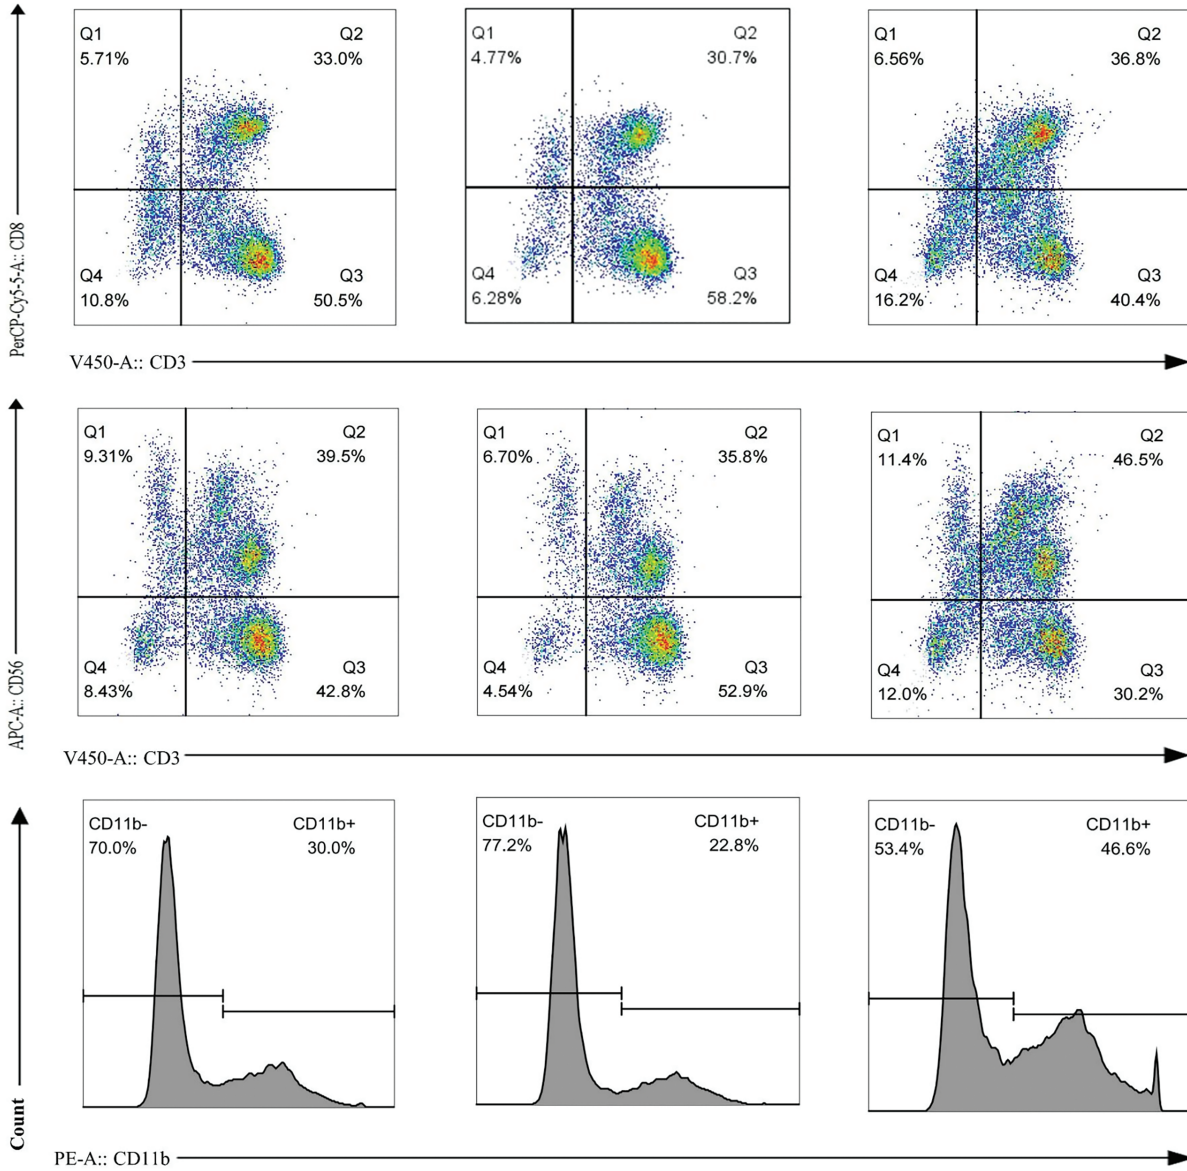 Q1
5.71%
Q2
33.0%
Q4
10.8%
Q3
50.5%
Q1
4.77%
Q2
30.7%
Q4
6.28%
Q3
58.2%
Q1
6.56%
Q2
36.8%
Q4
16.2%
Q3
40.4%
PerCP-Cy5-5-A:: CD8
V450-A:: CD3
Q1
9.31%
Q2
39.5%
Q4
8.43%
Q3
42.8%
Q1
6.70%
Q2
35.8%
Q4
4.54%
Q3
52.9%
Q1
11.4%
Q2
46.5%
Q4
12.0%
Q3
30.2%
APC-A:: CD56
V450-A:: CD3
CD11b-
70.0%
CD11b+
30.0%
CD11b-
77.2%
CD11b+
22.8%
CD11b-
53.4%
CD11b+
46.6%
Count
PE-A:: CD11b